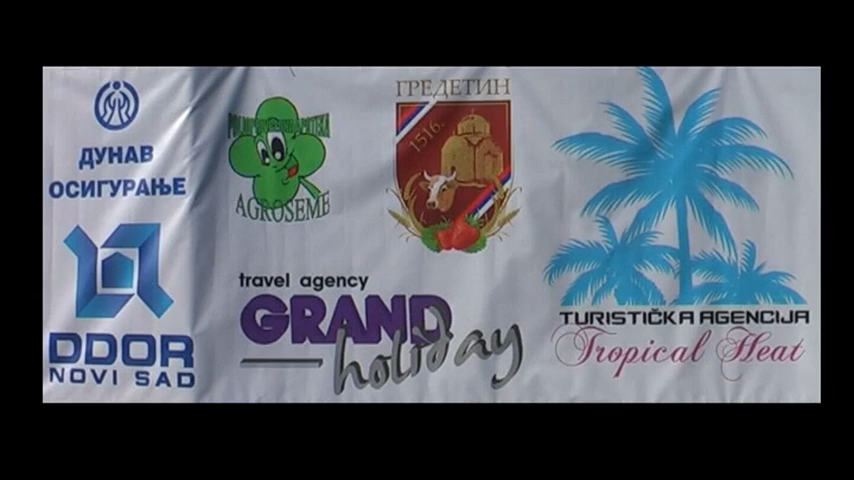 ДУНАВ
ОСИГУРАЊЕ
DDOR
NOVI SAD
AGROSEME
travel agency
GRAND
holiday
ГРЕДЕТИН
1516.
TURISTIČKA AGENCIJA
Tropical Heat